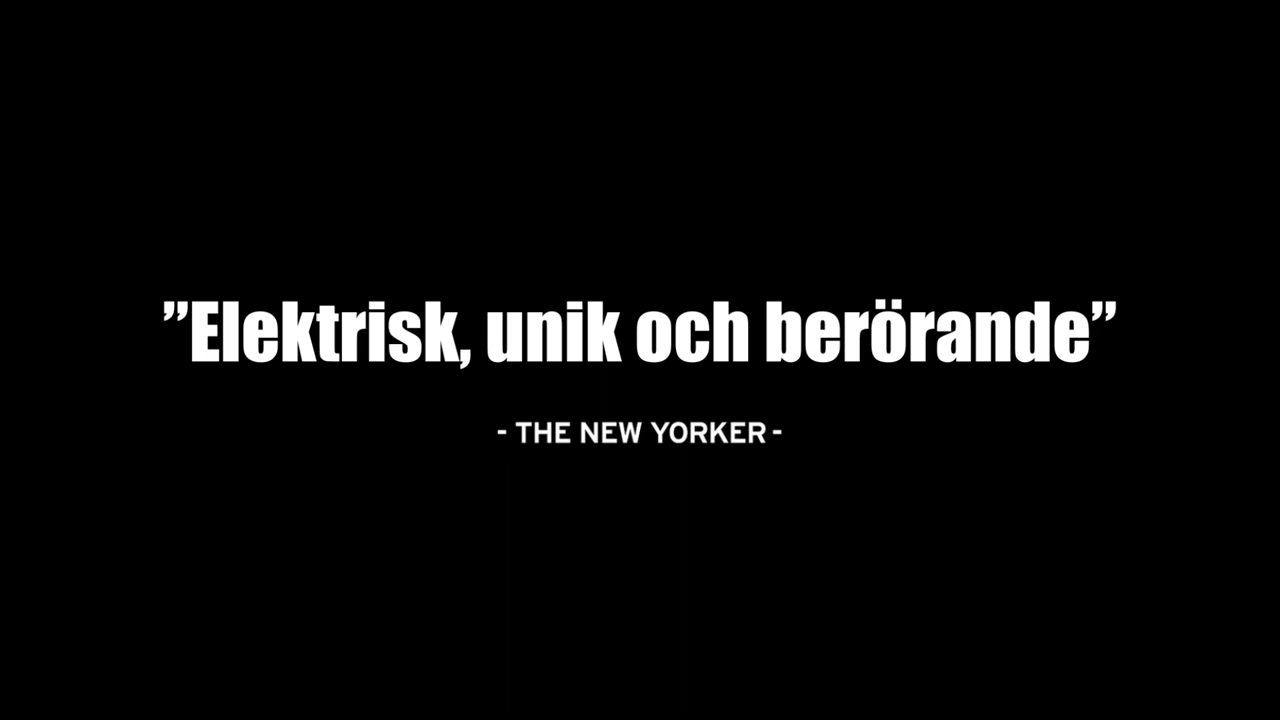 ”Elektrisk, unik och berörande”
- THE NEW YORKER -